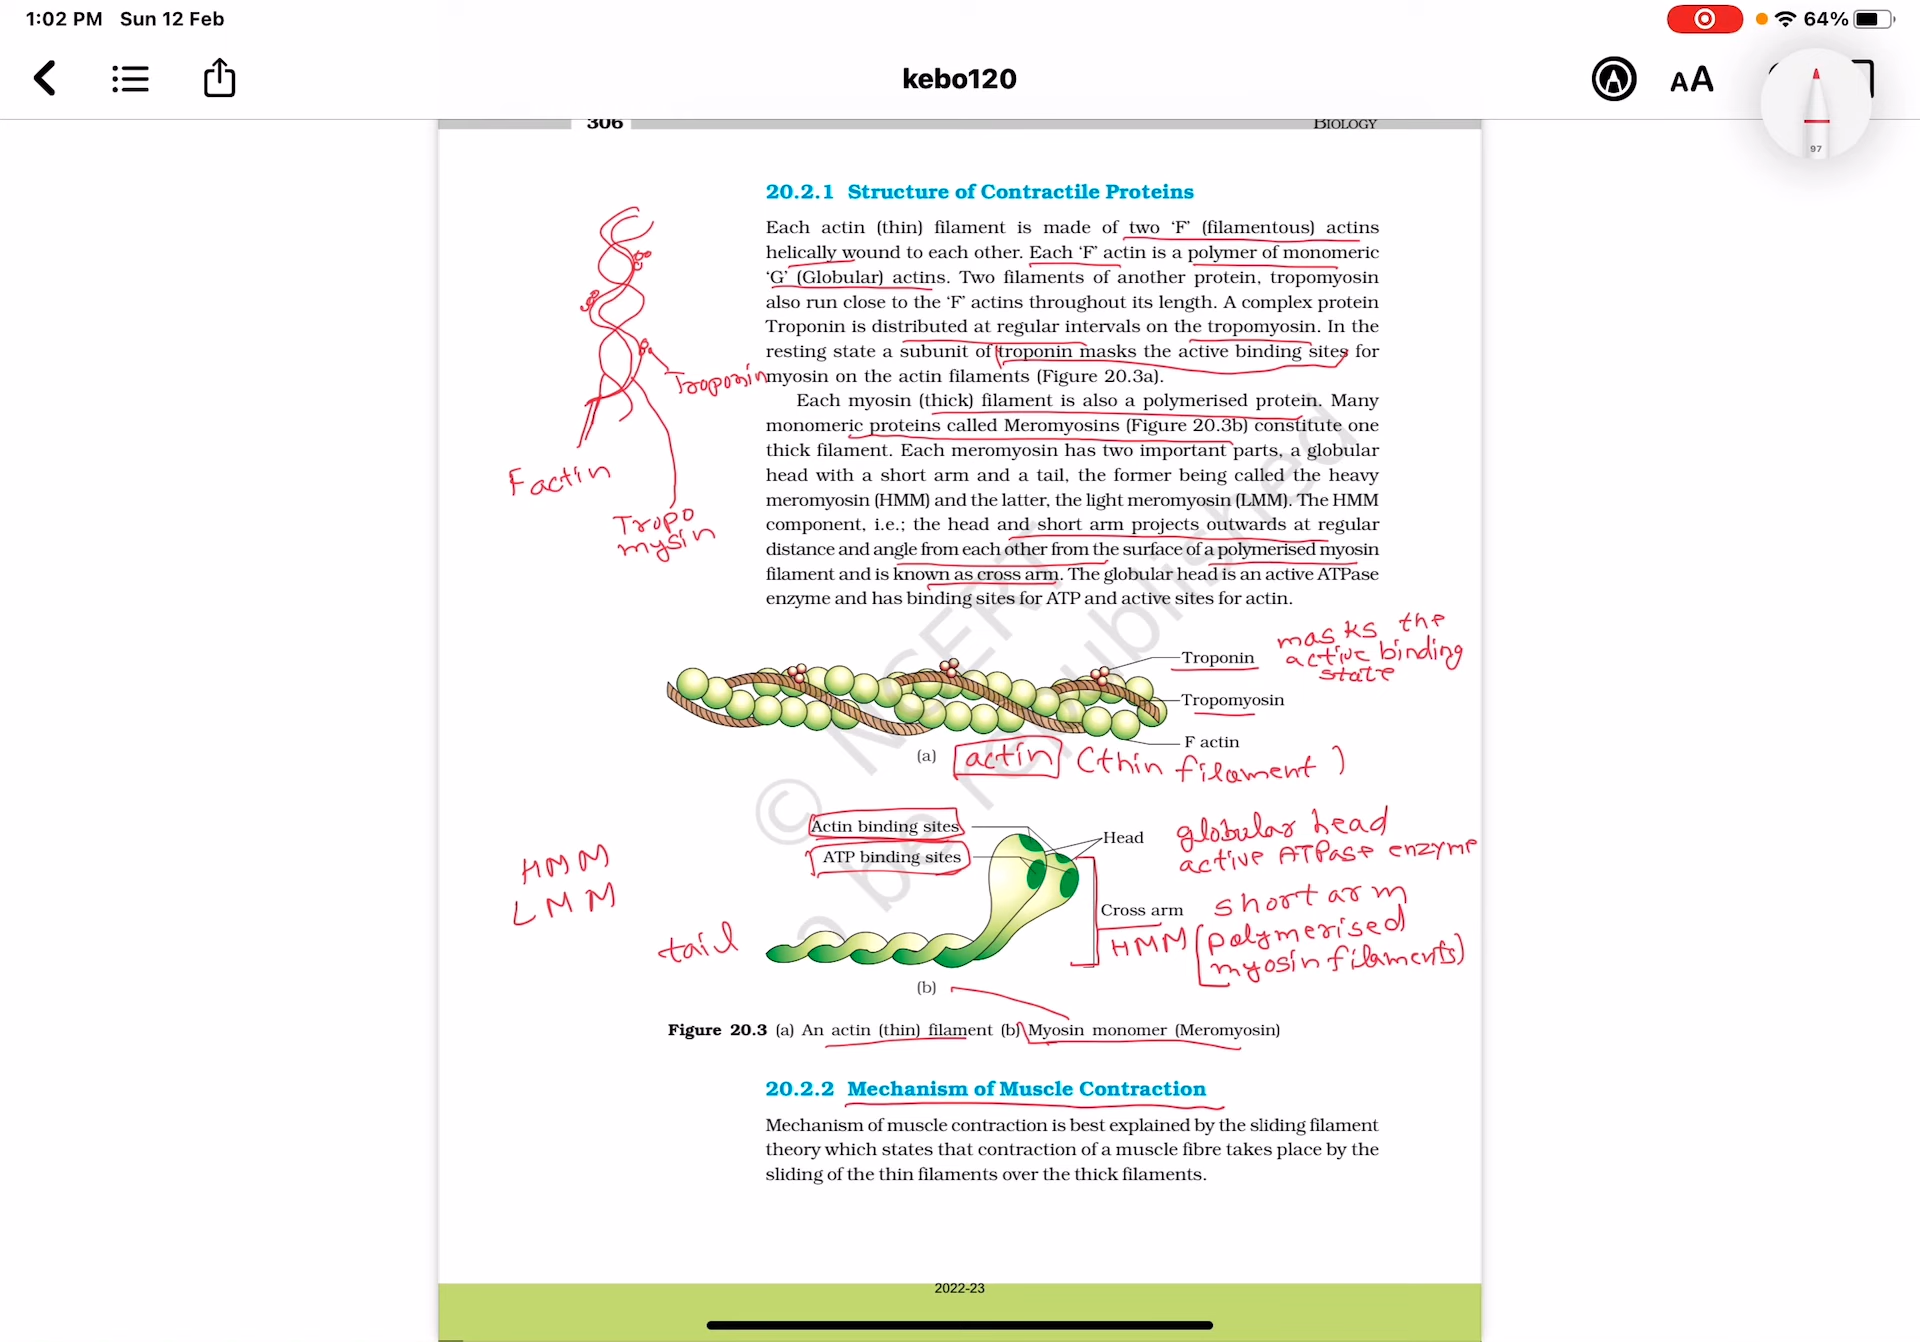 1:02 PM Sun 12 Feb
64%
kebo120
AA
97
306
BIOLOGY
20.2.1 Structure of Contractile Proteins
Each actin (thin) filament is made of two ‘F’ (filamentous) actins
helically wound to each other. Each ‘F’ actin is a polymer of monomeric
‘G’ (Globular) actins. Two filaments of another protein, tropomyosin
also run close to the ‘F’ actins throughout its length. A complex protein
Troponin is distributed at regular intervals on the tropomyosin. In the
resting state a subunit of troponin masks the active binding sites for
myosin on the actin filaments (Figure 20.3a).
Each myosin (thick) filament is also a polymerised protein. Many
monomeric proteins called Meromyosins (Figure 20.3b) constitute one
thick filament. Each meromyosin has two important parts, a globular
head with a short arm and a tail, the former being called the heavy
meromyosin (HMM) and the latter, the light meromyosin (LMM). The HMM
component, i.e.; the head and short arm projects outwards at regular
distance and angle from each other from the surface of a polymerised myosin
filament and is known as cross arm. The globular head is an active ATPase
enzyme and has binding sites for ATP and active sites for actin.
Troponin
F actin
Tropo
mysin
© NCERT
be republished
Troponin
masks the
active binding
state
Tropomyosin
F actin
(a) actin (thin filament)
Actin binding sites
ATP binding sites
Head
globular head
active ATPase enzyme
HMM
LMM
Cross arm
short arm
HMM (polymerised
myosin filaments)
tail
(b)
Figure 20.3 (a) An actin (thin) filament (b) Myosin monomer (Meromyosin)
20.2.2 Mechanism of Muscle Contraction
Mechanism of muscle contraction is best explained by the sliding filament
theory which states that contraction of a muscle fibre takes place by the
sliding of the thin filaments over the thick filaments.
2022-23